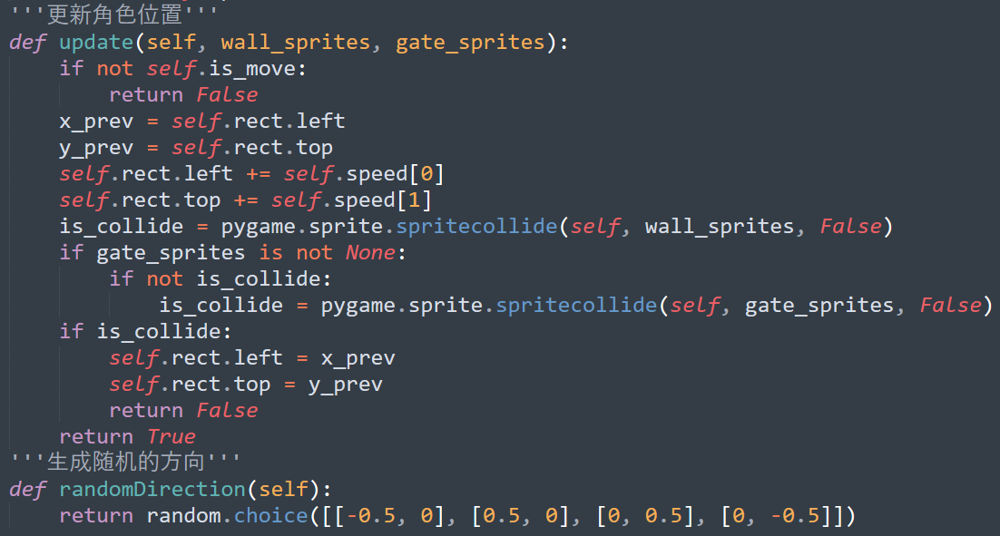 '''更新角色位置'''
def update(self, wall_sprites, gate_sprites):
    if not self.is_move:
        return False
    x_prev = self.rect.left
    y_prev = self.rect.top
    self.rect.left += self.speed[0]
    self.rect.top += self.speed[1]
    is_collide = pygame.sprite.spritecollide(self, wall_sprites, False)
    if gate_sprites is not None:
        if not is_collide:
            is_collide = pygame.sprite.spritecollide(self, gate_sprites, False)
    if is_collide:
        self.rect.left = x_prev
        self.rect.top = y_prev
        return False
    return True
'''生成随机的方向'''
def randomDirection(self):
    return random.choice([[-0.5, 0], [0.5, 0], [0, 0.5], [0, -0.5]])